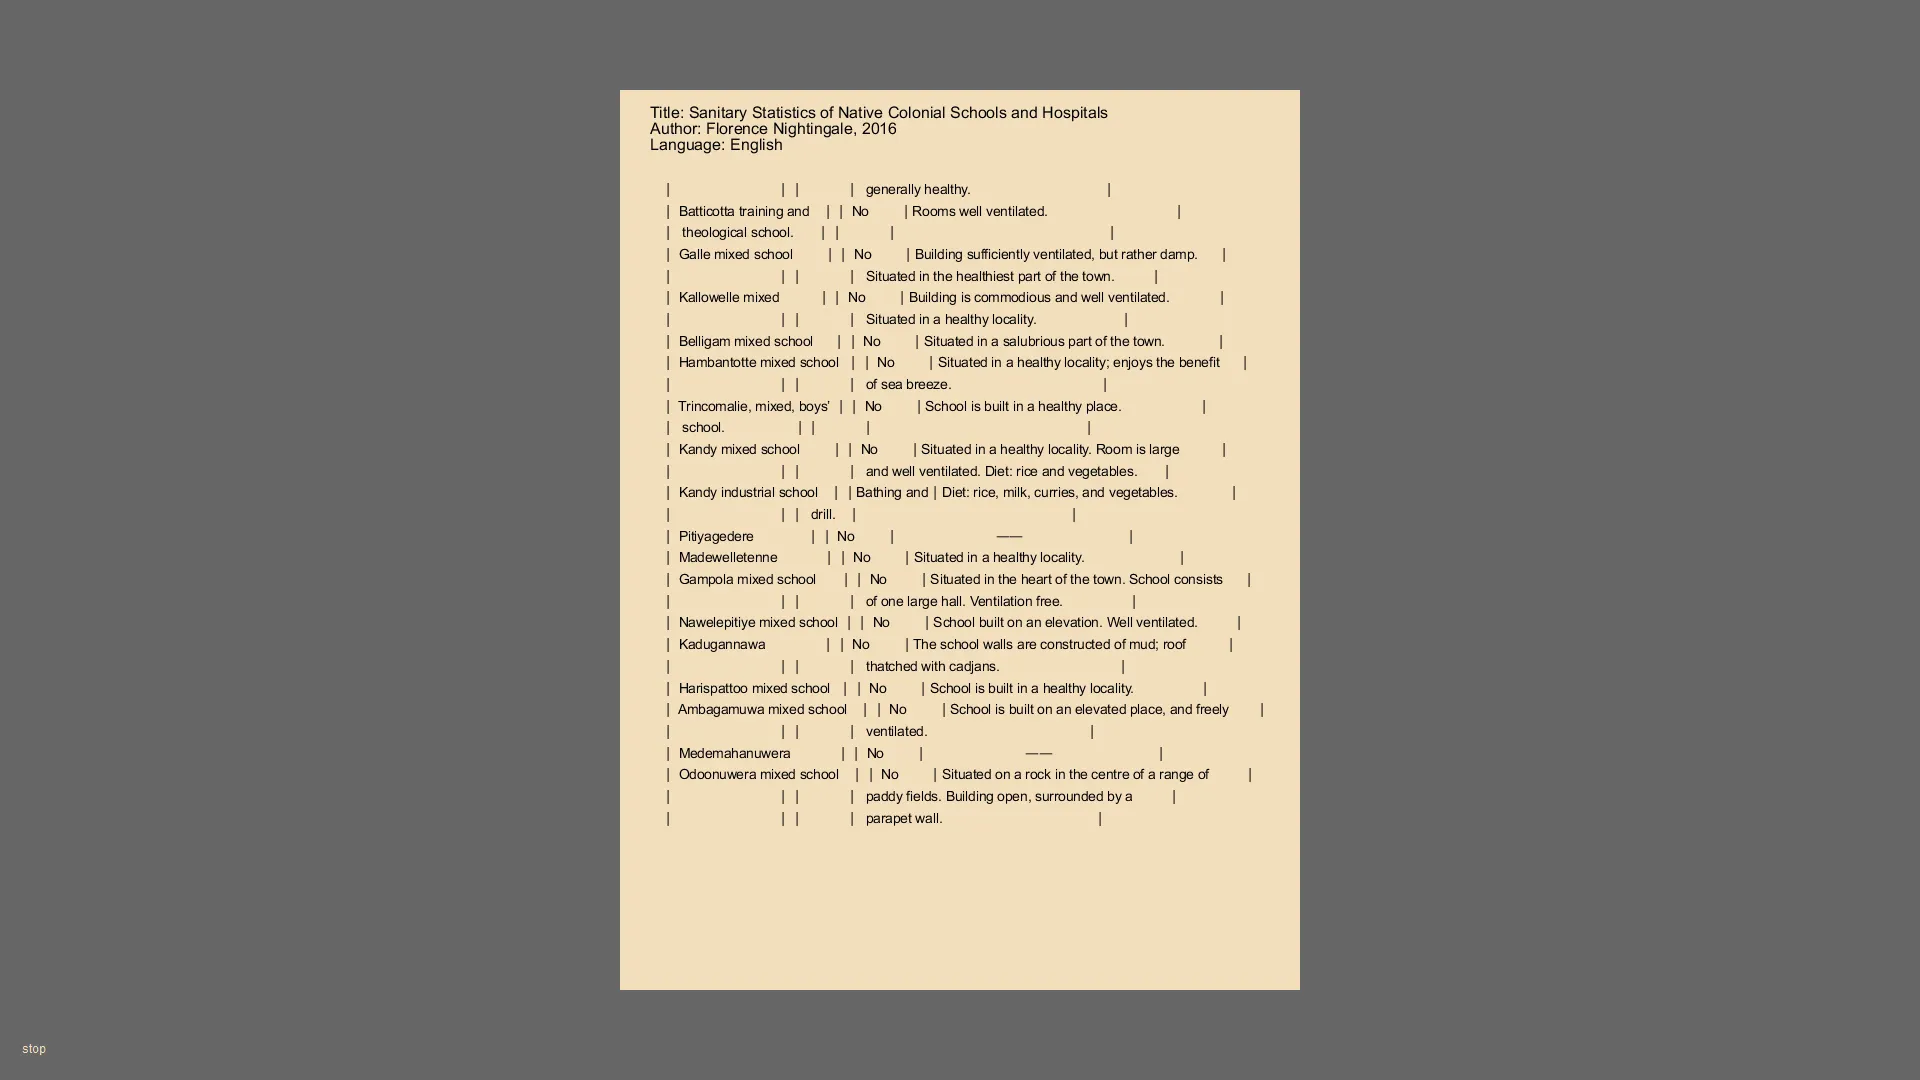 Title: Sanitary Statistics of Native Colonial Schools and Hospitals
Author: Florence Nightingale, 2016
Language: English
| | | | generally healthy. |
| Batticotta training and | | No | Rooms well ventilated. |
| theological school. | | | |
| Galle mixed school | | No | Building sufficiently ventilated, but rather damp. |
| | | | Situated in the healthiest part of the town. |
| Kallowelle mixed | | No | Building is commodious and well ventilated. |
| | | | Situated in a healthy locality. |
| Belligam mixed school | | No | Situated in a salubrious part of the town. |
| Hambantotte mixed school | | No | Situated in a healthy locality; enjoys the benefit |
| | | | of sea breeze. |
| Trincomalie, mixed, boys' | | No | School is built in a healthy place. |
| school. | | | |
| Kandy mixed school | | No | Situated in a healthy locality. Room is large |
| | | | and well ventilated. Diet: rice and vegetables. |
| Kandy industrial school | | Bathing and | Diet: rice, milk, curries, and vegetables. |
| | | drill. | |
| Pitiyagedere | | No | —— |
| Madewelletenne | | No | Situated in a healthy locality. |
| Gampola mixed school | | No | Situated in the heart of the town. School consists |
| | | | of one large hall. Ventilation free. |
| Nawelepitiye mixed school | | No | School built on an elevation. Well ventilated. |
| Kadugannawa | | No | The school walls are constructed of mud; roof |
| | | | thatched with cadjans. |
| Harispattoo mixed school | | No | School is built in a healthy locality. |
| Ambagamuwa mixed school | | No | School is built on an elevated place, and freely |
| | | | ventilated. |
| Medemahanuwera | | No | —— |
| Odoonuwera mixed school | | No | Situated on a rock in the centre of a range of |
| | | | paddy fields. Building open, surrounded by a |
| | | | parapet wall. |
stop